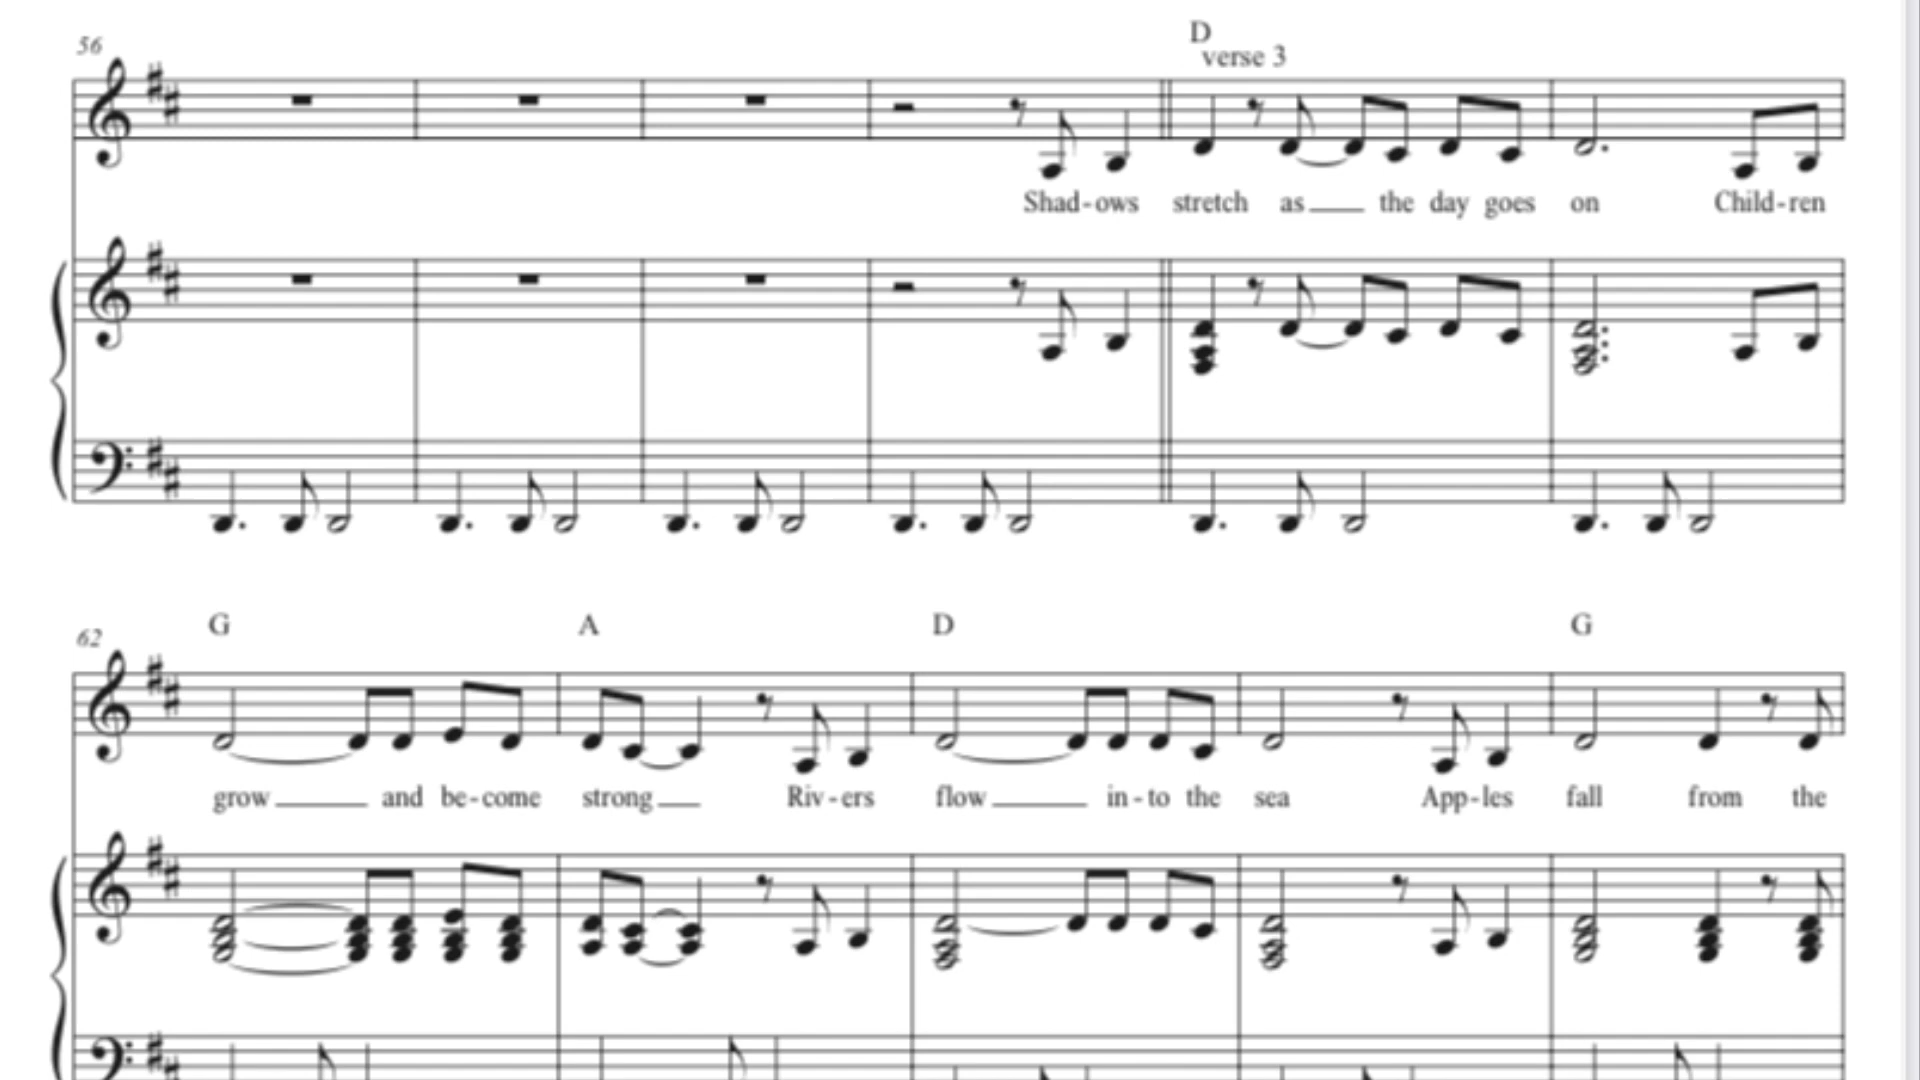 56
D
verse 3
Shad-ows stretch as the day goes on Child-ren
62
G A D G
grow and be-come strong Riv-ers flow in-to the sea App-les fall from the